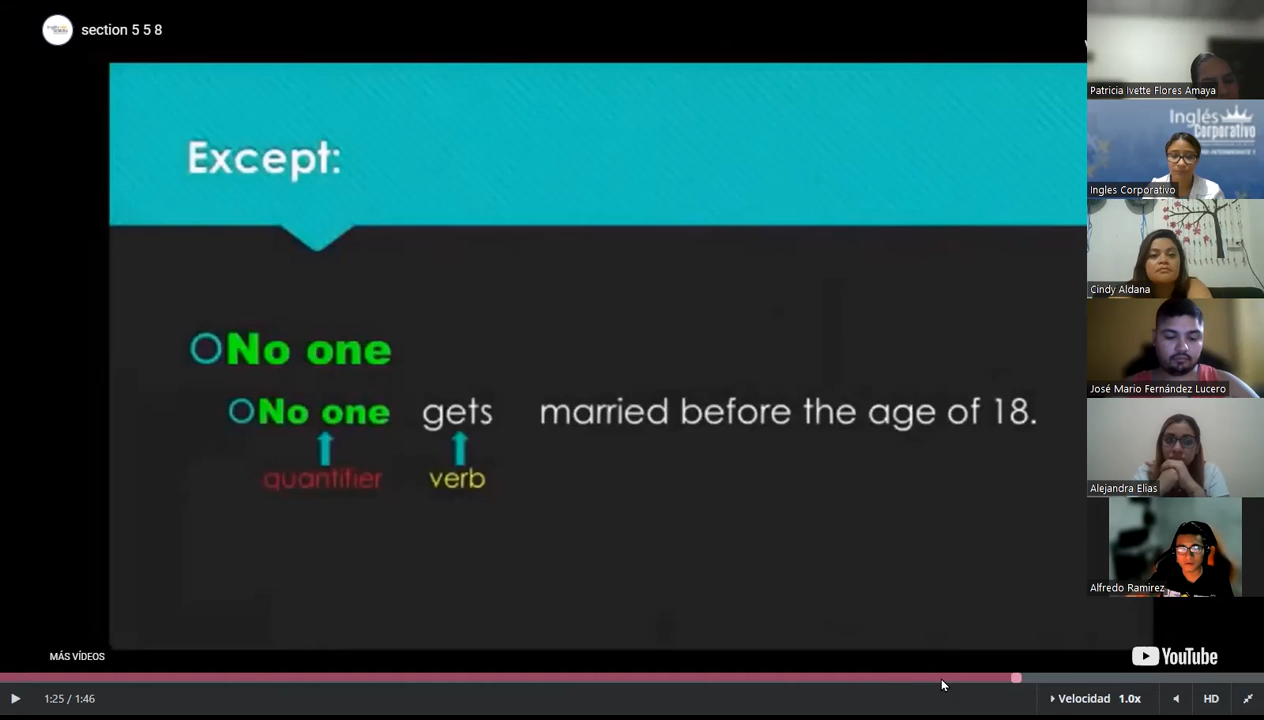 section 5 5 8
Except:
No one
No one gets married before the age of 18.
quantifier verb
MÁS VÍDEOS
YouTube
1:25 / 1:46
Velocidad 1.0x
HD
Patricia Ivette Flores Amaya
Inglés
Corporativo
Ingles Corporativo
Cindy Aldana
José Mario Fernández Lucero
Alejandra Elias
Alfredo Ramirez